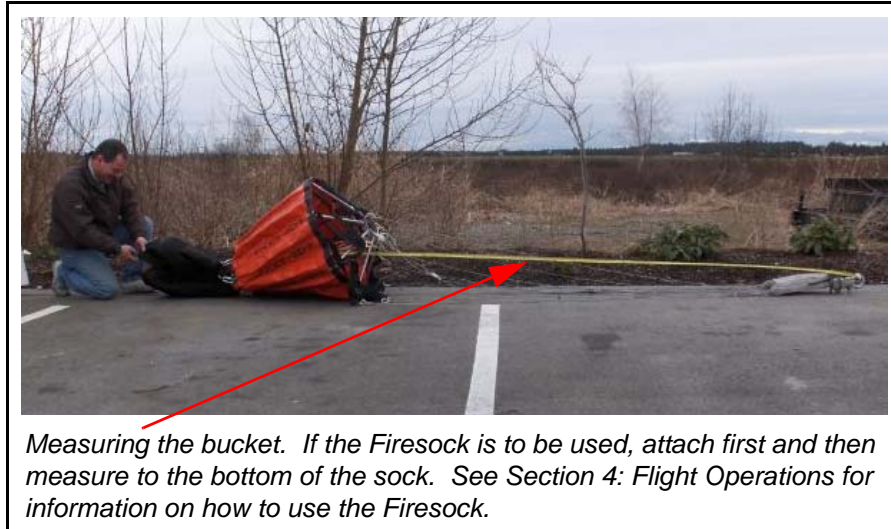 Measuring the bucket.  If the Firesock is to be used, attach first and then
measure to the bottom of the sock.  See Section 4: Flight Operations for
information on how to use the Firesock.